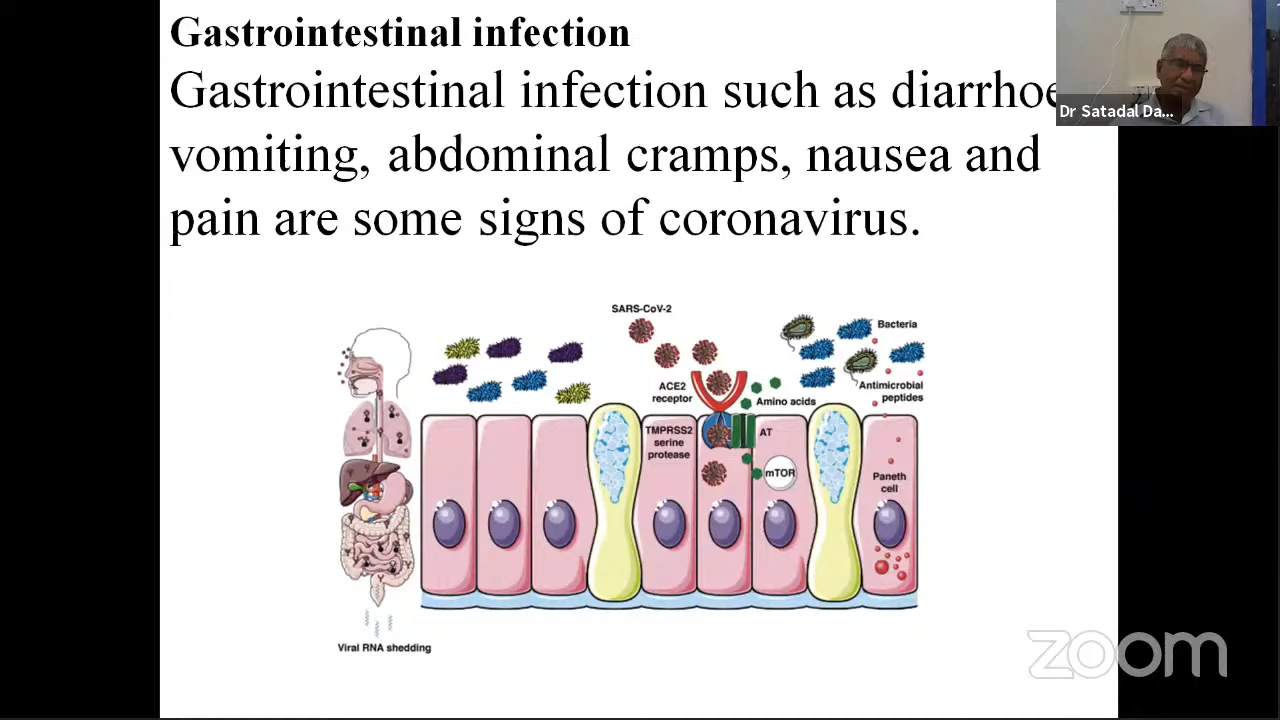 Gastrointestinal infection
Gastrointestinal infection such as diarrhoe
vomiting, abdominal cramps, nausea and
pain are some signs of coronavirus.
Dr Satadal Da...
SARS-CoV-2
Bacteria
ACE2
receptor
Amino acids
Antimicrobial
peptides
TMPRSS2
serine
protease
AT
mTOR
Paneth
cell
Viral RNA shedding
zoom